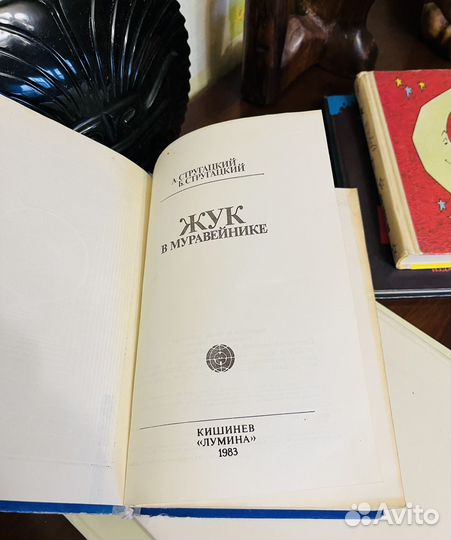 А. СТРУГАЦКИЙ
Б. СТРУГАЦКИЙ
ЖУК
В МУРАВЕЙНИКЕ
КИШИНЕВ
«ЛУМИНА»
1983
Avito